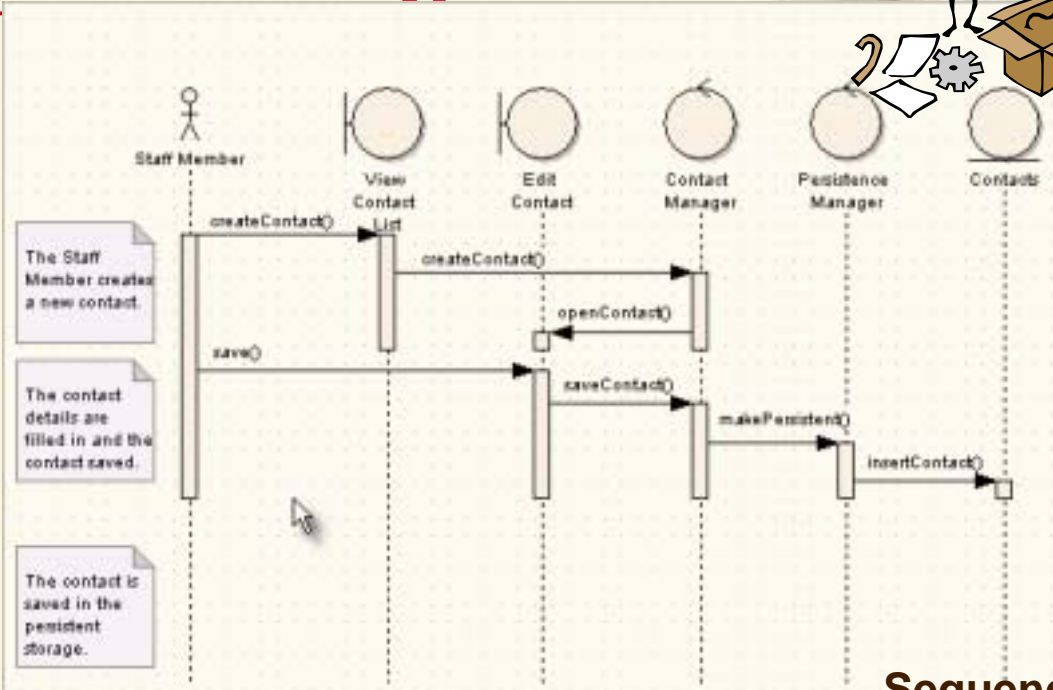 Staff Member
View
Contact
List
Edit
Contact
Contact
Manager
Persistence
Manager
Contacts
createContact()
The Staff
Member creates
a new contact.
createContact()
openContact()
save()
The contact
details are
filled in and the
contact saved.
saveContact()
makePersistent()
insertContact()
The contact is
saved in the
persistent
storage.